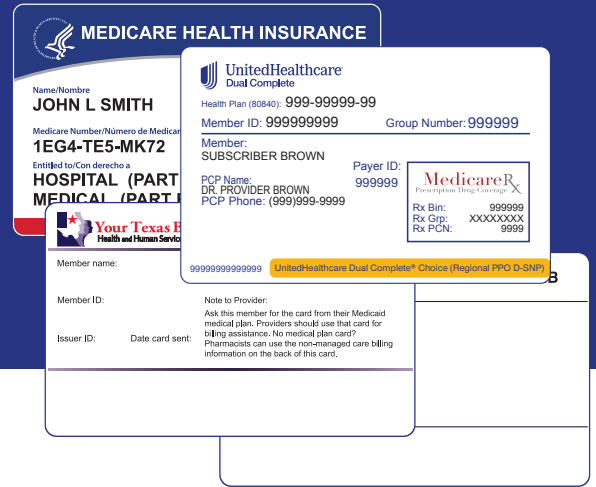 MEDICARE HEALTH INSURANCE
Name/Nombre
JOHN L SMITH
Medicare Number/Número de Medicar
1EG4-TE5-MK72
Entitled to/Con derecho a
HOSPITAL (PART
MEDICAL (PART
UnitedHealthcare
Dual Complete
Health Plan (80840): 999-99999-99
Member ID: 999999999 Group Number: 999999
Member:
SUBSCRIBER BROWN
PCP Name:
DR. PROVIDER BROWN
PCP Phone: (999)999-9999
Payer ID:
999999
MedicareRx
Prescription Drug Coverage
Rx Bin: 999999
Rx Grp: XXXXXXXX
Rx PCN: 9999
99999999999999 UnitedHealthcare Dual Complete® Choice (Regional PPO D-SNP)
Your Texas B
Health and Human Servic
Member name:
Member ID:
Issuer ID: Date card sent:
Note to Provider:
Ask this member for the card from their Medicaid
medical plan. Providers should use that card for
billing assistance. No medical plan card?
Pharmacists can use the non-managed care billing
information on the back of this card.
B